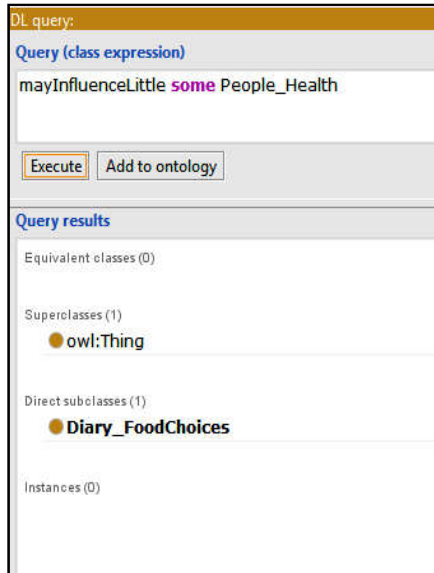 DL query:
Query (class expression)
mayInfluenceLittle some People_Health
Execute Add to ontology
Query results
Equivalent classes (0)
Superclasses (1)
owl:Thing
Direct subclasses (1)
Diary_FoodChoices
Instances (0)